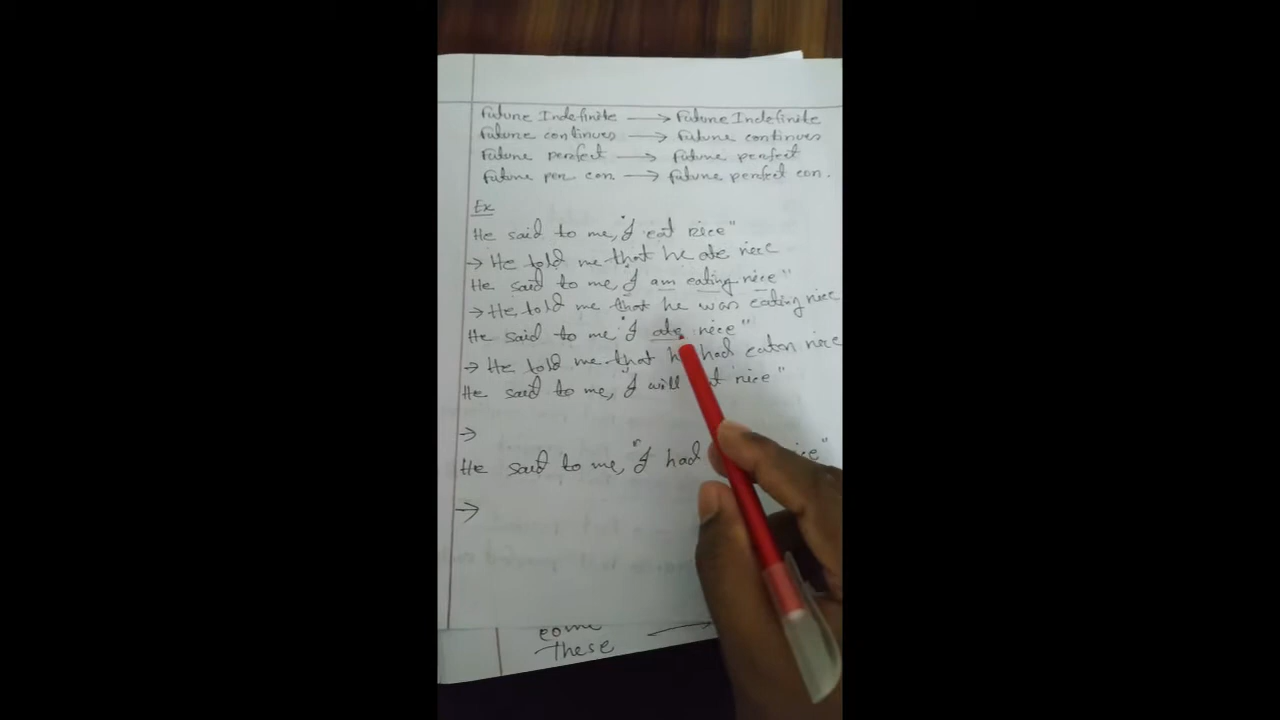 Future Indefinite → Future Indefinite
Future continues → Future continues
Future perfect → Future perfect
Future per con. → Future perfect con.
Ex
He said to me, "I eat rice"
→ He told me that he ate rice
He said to me, "I am eating rice"
→ He told me that he was eating rice
He said to me "I ate rice"
→ He told me that he had eaten rice
He said to me, "I will rice"
→
He said to me, "I had
→
come →
these